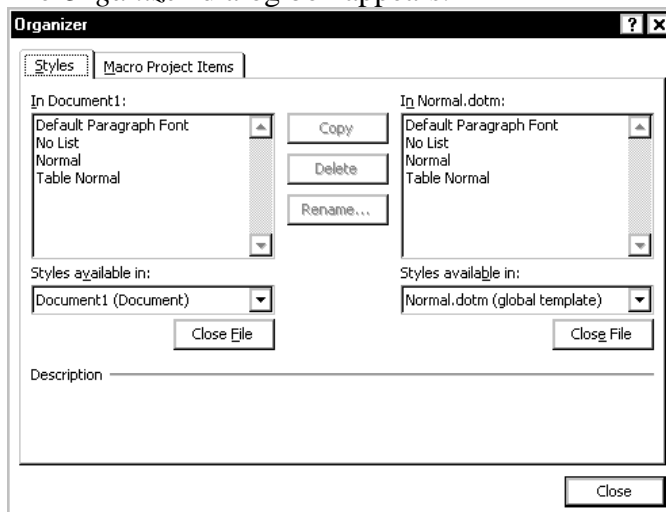 Organizer
Styles
Macro Project Items
In Document1:
Default Paragraph Font
No List
Normal
Table Normal
Copy
Delete
Rename...
In Normal.dotm:
Default Paragraph Font
No List
Normal
Table Normal
Styles available in:
Document1 (Document)
Close File
Styles available in:
Normal.dotm (global template)
Close File
Description
Close